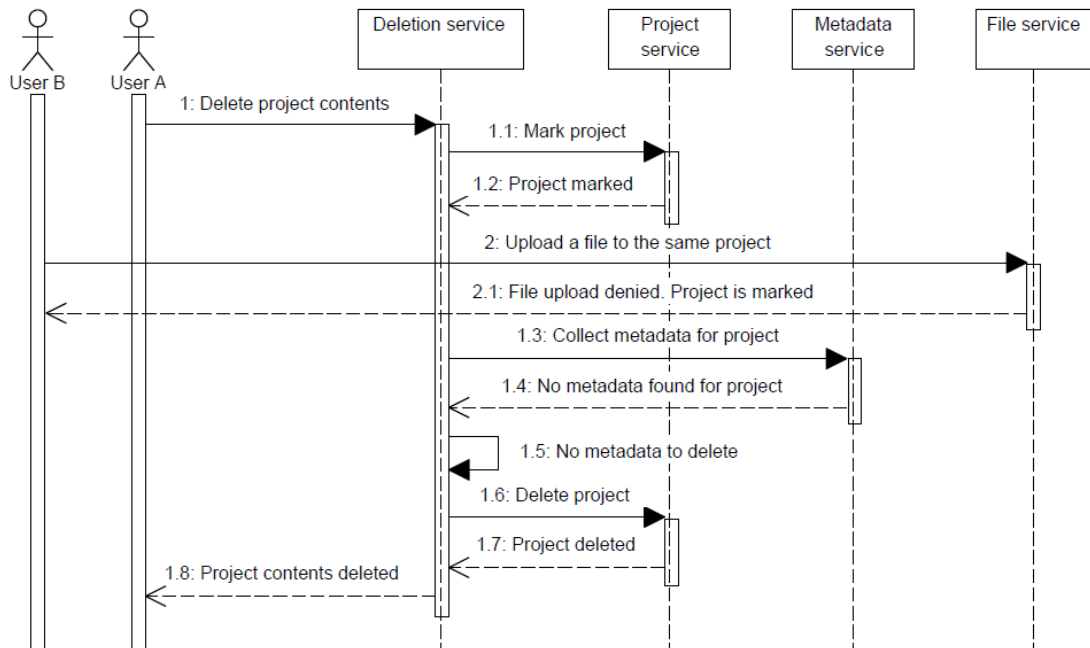 Deletion service
Project
service
Metadata
service
File service
User B
User A
1: Delete project contents
1.1: Mark project
1.2: Project marked
2: Upload a file to the same project
2.1: File upload denied. Project is marked
1.3: Collect metadata for project
1.4: No metadata found for project
1.5: No metadata to delete
1.6: Delete project
1.7: Project deleted
1.8: Project contents deleted